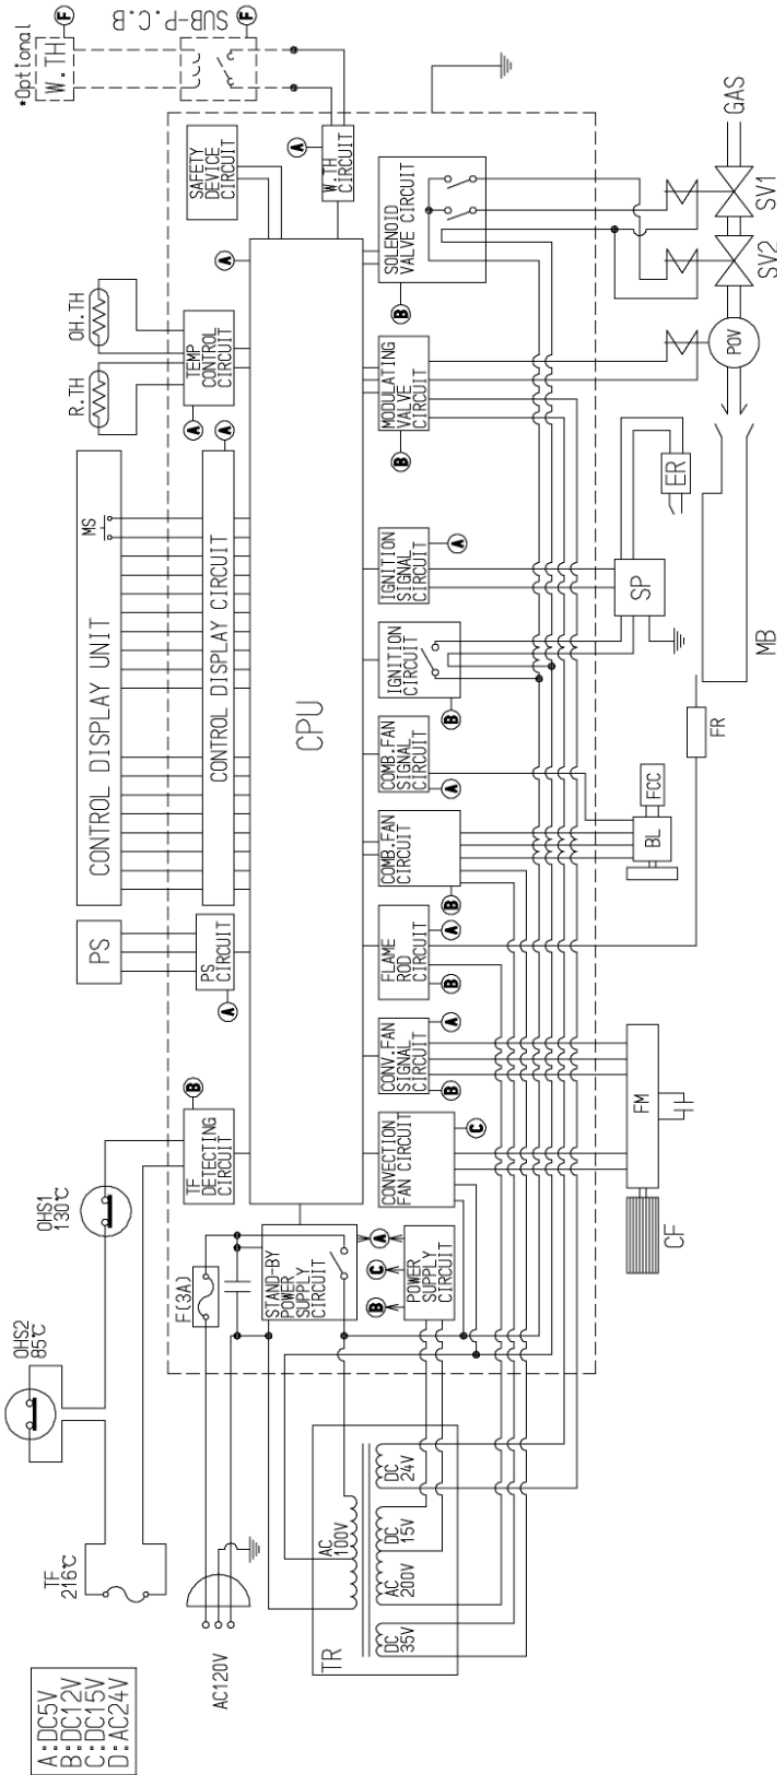 A:DC5V
B:DC12V
C:DC15V
D:AC24V
TF
216℃
OHS2
85℃
OHS1
130℃
PS
CONTROL DISPLAY UNIT
MS
R.TH
OH.TH
*Optional
W.TH
F
SUB-P.C.B
F
AC120V
F(3A)
TF
DETECTING
CIRCUIT
B
PS
CIRCUIT
A
CONTROL DISPLAY CIRCUIT
A
TEMP
CONTROL
CIRCUIT
A
A
SAFETY
DEVICE
CIRCUIT
A
W.TH
CIRCUIT
STAND-BY
POWER
SUPPLY
CIRCUIT
CPU
TR
AC
100V
DC
35V
AC
200V
DC
15V
DC
24V
B
C
A
POWER
SUPPLY
CIRCUIT
CONVECTION
FAN CIRCUIT
C
CONV.FAN
SIGNAL
CIRCUIT
B
A
FLAME
ROD
CIRCUIT
B
A
COMB.FAN
CIRCUIT
B
COMB.FAN
SIGNAL
CIRCUIT
A
IGNITION
CIRCUIT
B
IGNITION
SIGNAL
CIRCUIT
A
MODULATING
VALVE
CIRCUIT
B
SOLENOID
VALVE CIRCUIT
B
CF
FM
BL
FCC
FR
MB
SP
ER
POV
SV2
SV1
GAS